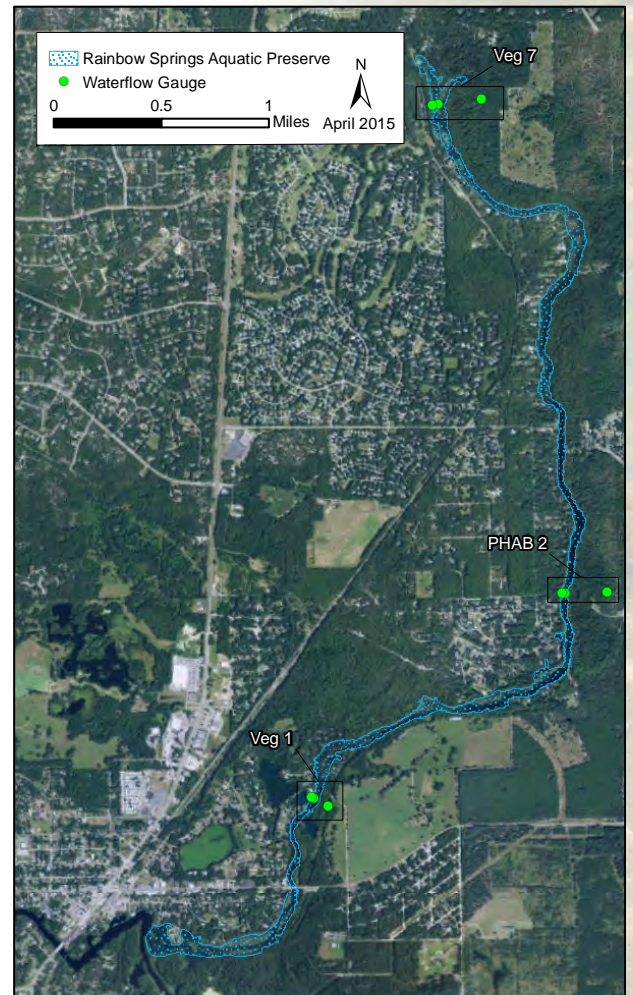 Rainbow Springs Aquatic Preserve
Waterflow Gauge
0 0.5 1
Miles
N
April 2015
Veg 7
PHAB 2
Veg 1